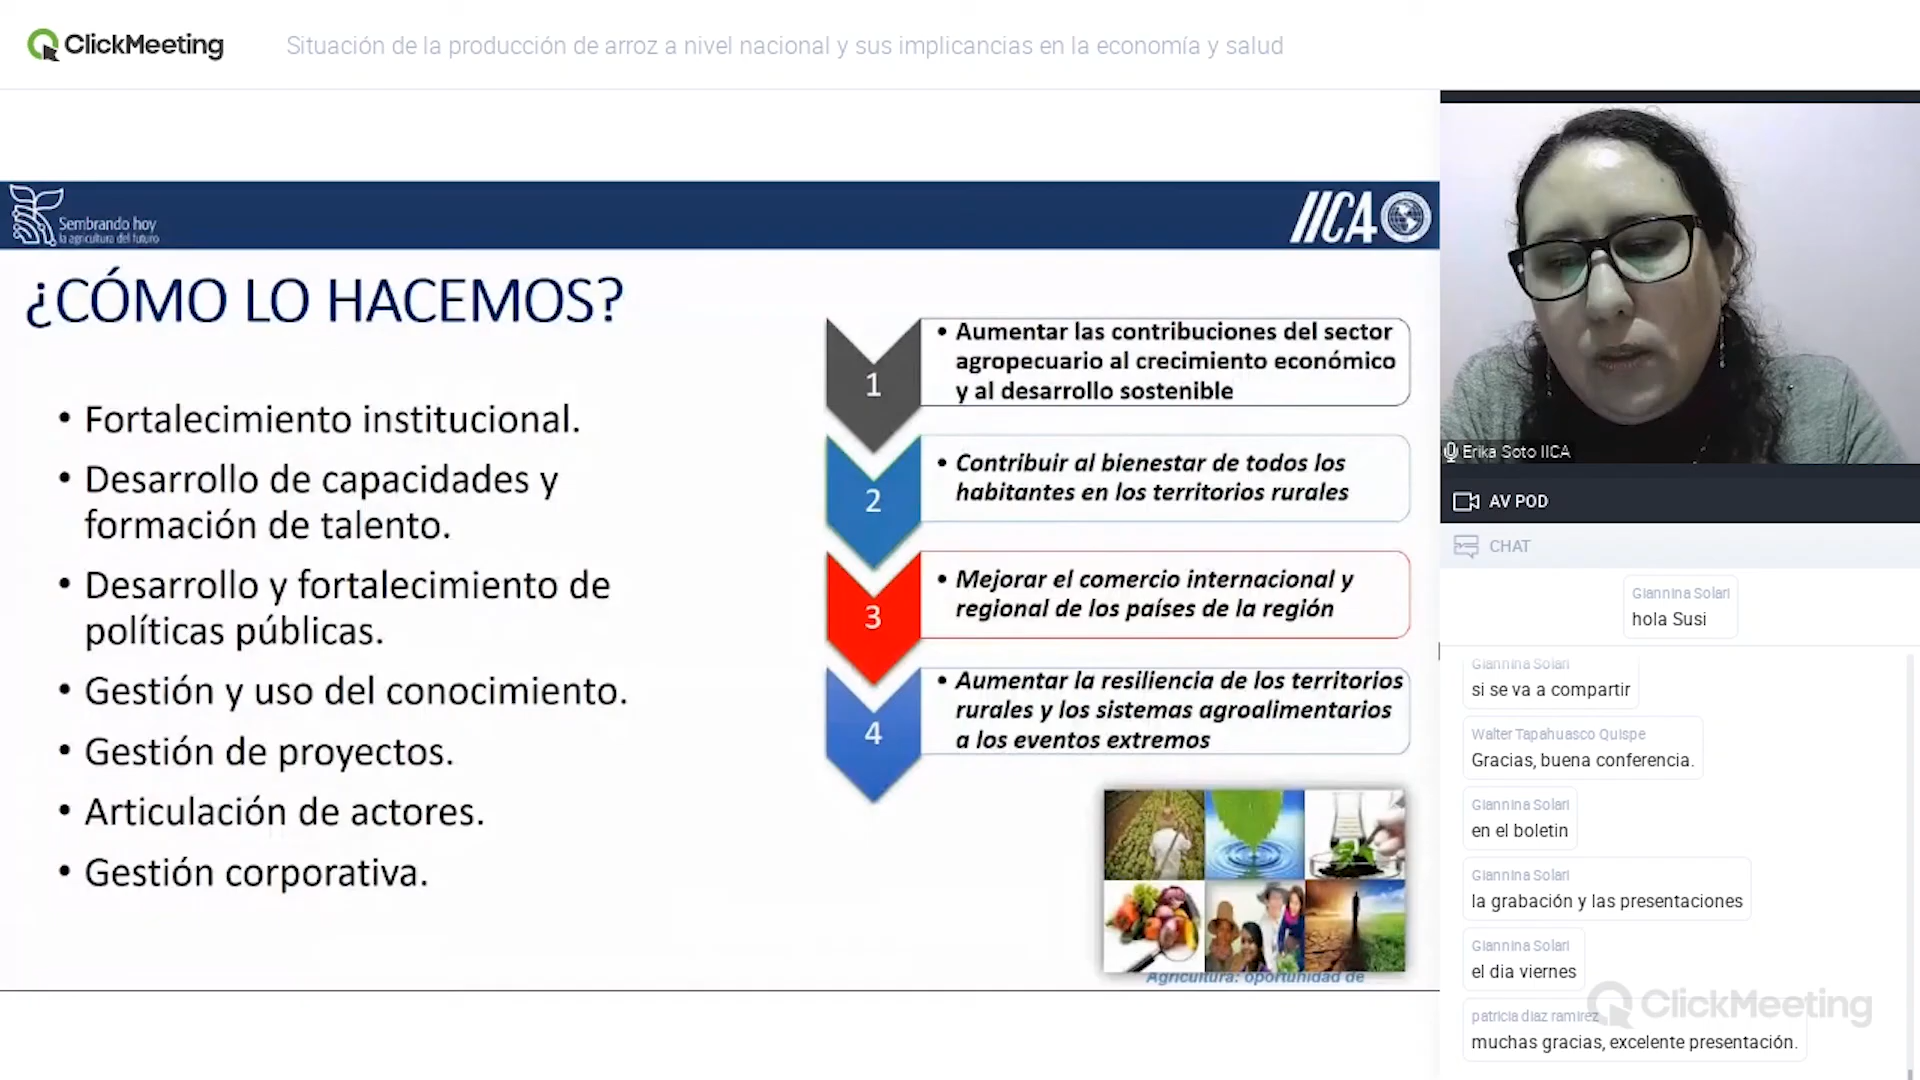 ClickMeeting
Situación de la producción de arroz a nivel nacional y sus implicancias en la economía y salud
Sembrando hoy
la agricultura del futuro
IICA
¿CÓMO LO HACEMOS?
• Fortalecimiento institucional.
• Desarrollo de capacidades y
formación de talento.
• Desarrollo y fortalecimiento de
políticas públicas.
• Gestión y uso del conocimiento.
• Gestión de proyectos.
• Articulación de actores.
• Gestión corporativa.
1
• Aumentar las contribuciones del sector
agropecuario al crecimiento económico
y al desarrollo sostenible
2
• Contribuir al bienestar de todos los
habitantes en los territorios rurales
3
• Mejorar el comercio internacional y
regional de los países de la región
4
• Aumentar la resiliencia de los territorios
rurales y los sistemas agroalimentarios
a los eventos extremos
Agricultura: oportunidad de
Erika Soto IICA
AV POD
CHAT
Giannina Solari
hola Susi
Giannina Solari
si se va a compartir
Walter Tapahuasco Quispe
Gracias, buena conferencia.
Giannina Solari
en el boletin
Giannina Solari
la grabación y las presentaciones
Giannina Solari
el dia viernes
patricia diaz ramirez
muchas gracias, excelente presentación.
ClickMeeting